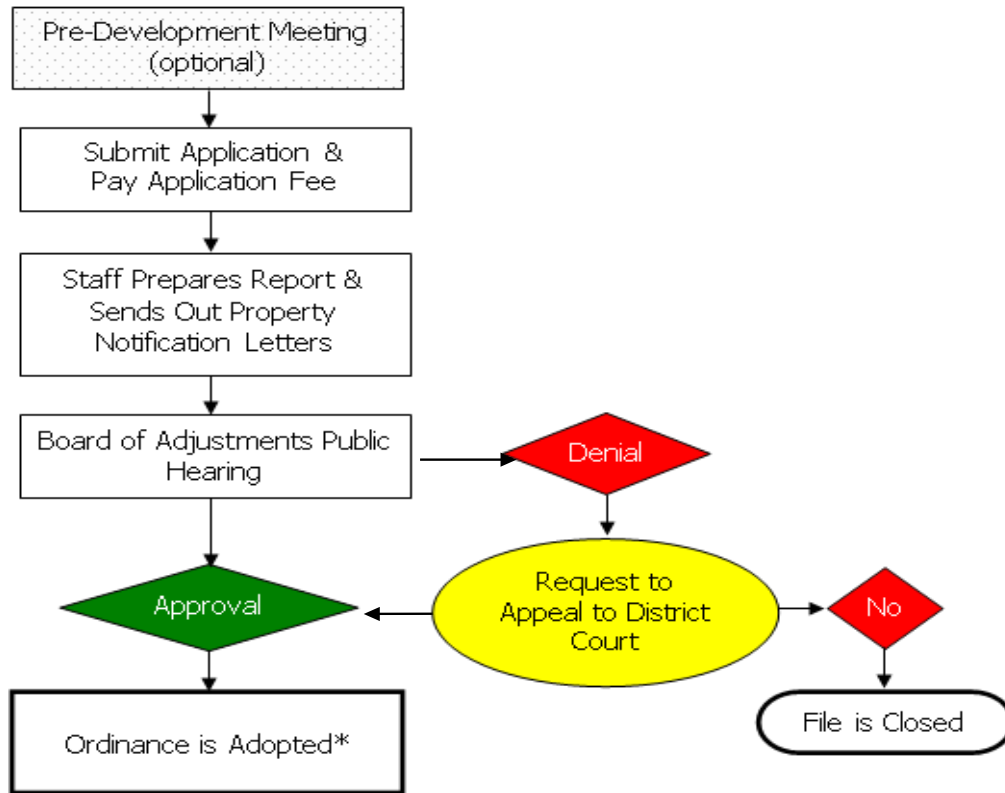 Pre-Development Meeting
(optional)
Submit Application &
Pay Application Fee
Staff Prepares Report &
Sends Out Property
Notification Letters
Board of Adjustments Public
Hearing
Denial
Request to
Appeal to District
Court
Approval
No
Ordinance is Adopted*
File is Closed